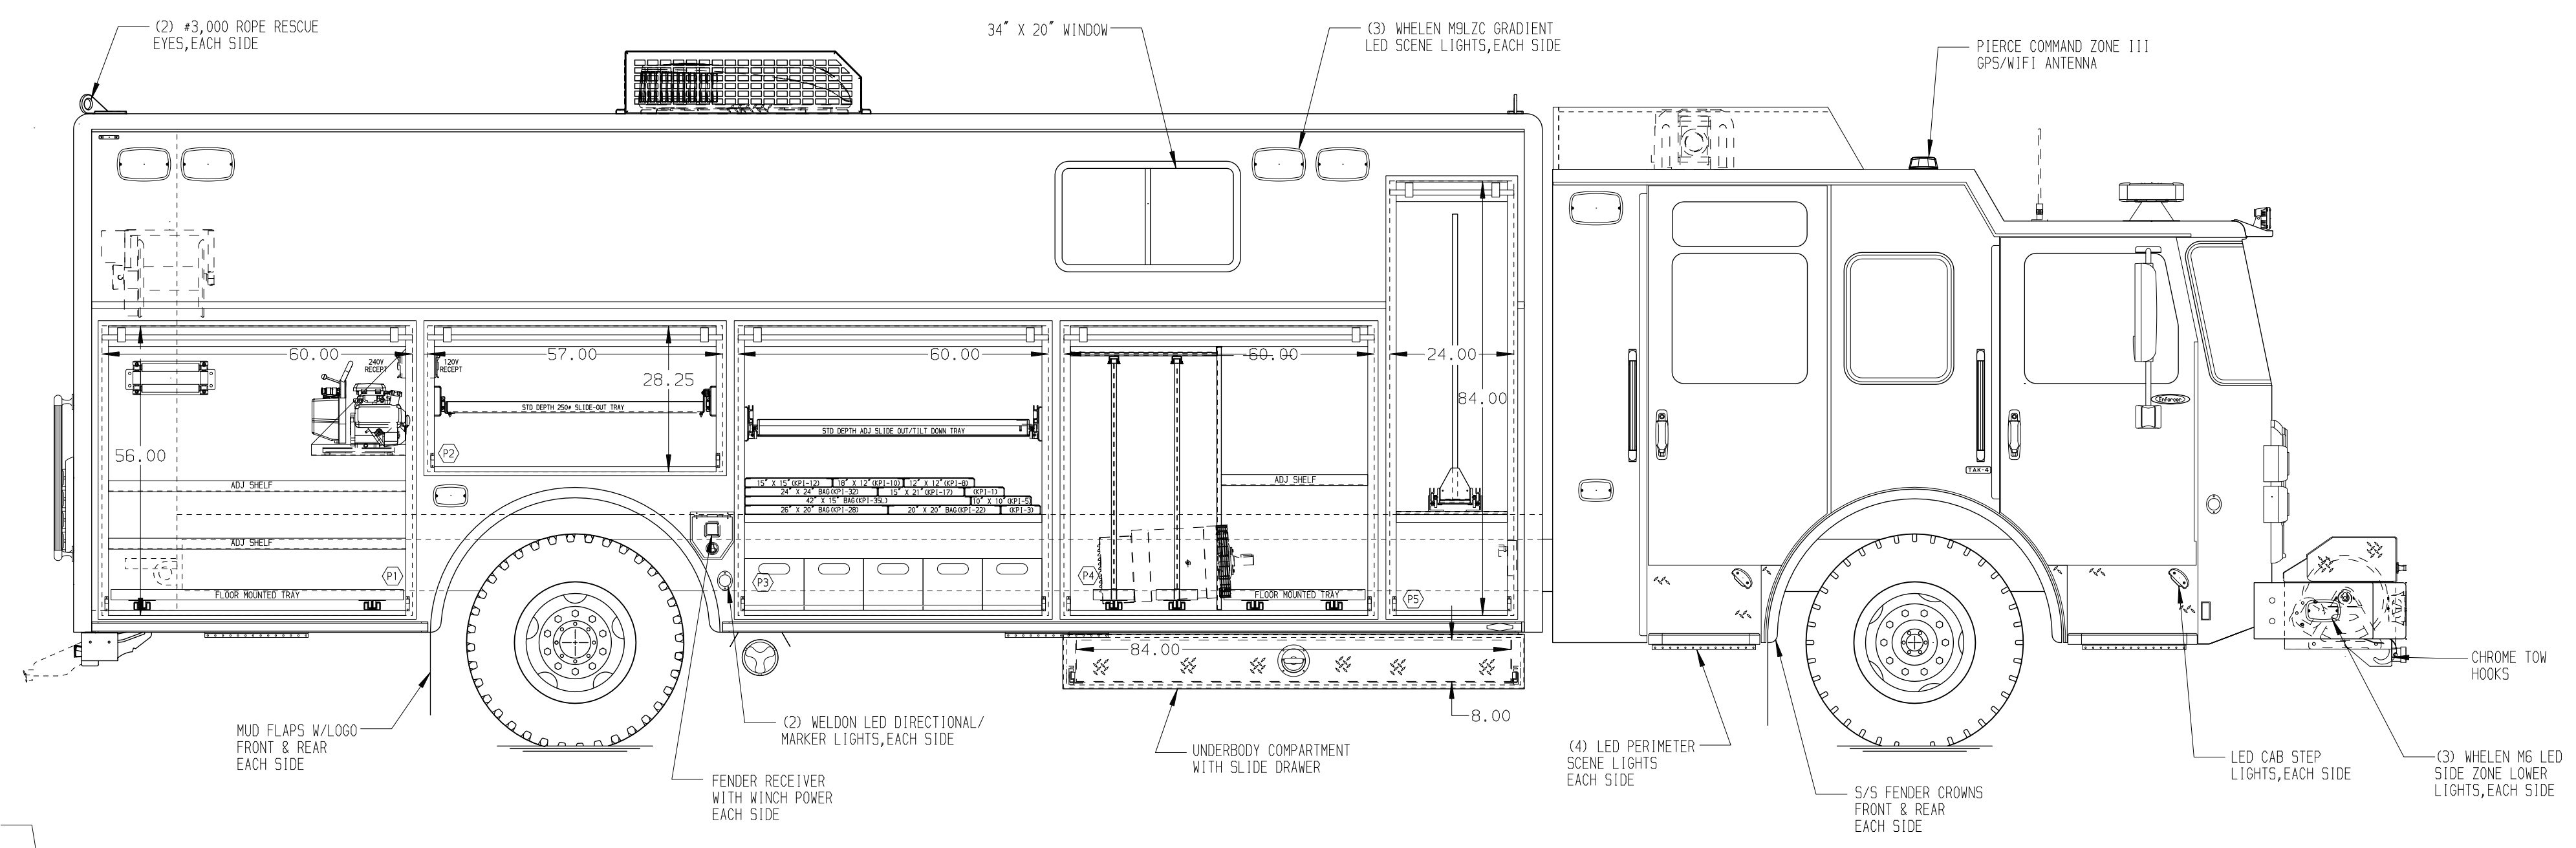 (2) #3,000 ROPE RESCUE
EYES,EACH SIDE
34" X 20" WINDOW
(3) WHELEN M9LZC GRADIENT
LED SCENE LIGHTS,EACH SIDE
PIERCE COMMAND ZONE III
GPS/WIFI ANTENNA
60.00
240V
RECEPT
56.00
ADJ SHELF
ADJ SHELF
P1
FLOOR MOUNTED TRAY
57.00
120V
RECEPT
28.25
STD DEPTH 250# SLIDE-OUT TRAY
P2
60.00
STD DEPTH ADJ SLIDE OUT/TILT DOWN TRAY
15" X 15"(KPI-12)
18" X 12"(KPI-10)
12" X 12"(KPI-8)
24" X 24" BAG(KPI-32)
15" X 21"(KPI-17)
(KPI-1)
42" X 15" BAG(KPI-35L)
10" X 10"(KPI-5)
26" X 20" BAG(KPI-28)
20" X 20" BAG(KPI-22)
(KPI-3)
P3
60.00
ADJ SHELF
P4
FLOOR MOUNTED TRAY
24.00
84.00
P5
Enforcer
TAK-4
84.00
8.00
MUD FLAPS W/LOGO
FRONT & REAR
EACH SIDE
FENDER RECEIVER
WITH WINCH POWER
EACH SIDE
(2) WELDON LED DIRECTIONAL/
MARKER LIGHTS,EACH SIDE
UNDERBODY COMPARTMENT
WITH SLIDE DRAWER
(4) LED PERIMETER
SCENE LIGHTS
EACH SIDE
S/S FENDER CROWNS
FRONT & REAR
EACH SIDE
LED CAB STEP
LIGHTS,EACH SIDE
CHROME TOW
HOOKS
(3) WHELEN M6 LED
SIDE ZONE LOWER
LIGHTS,EACH SIDE